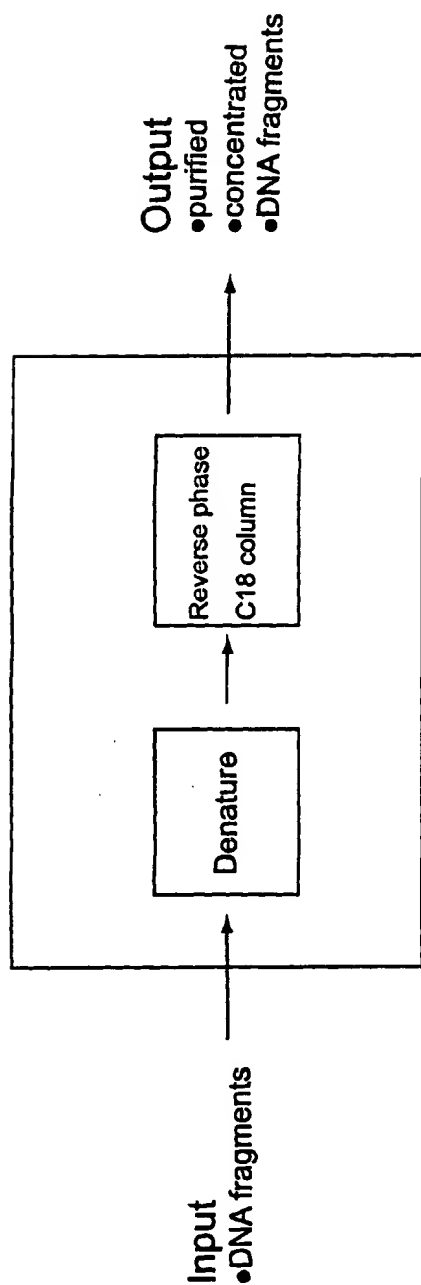 Input
•DNA fragments
Denature
Reverse phase
C18 column
Output
•purified
•concentrated
•DNA fragments